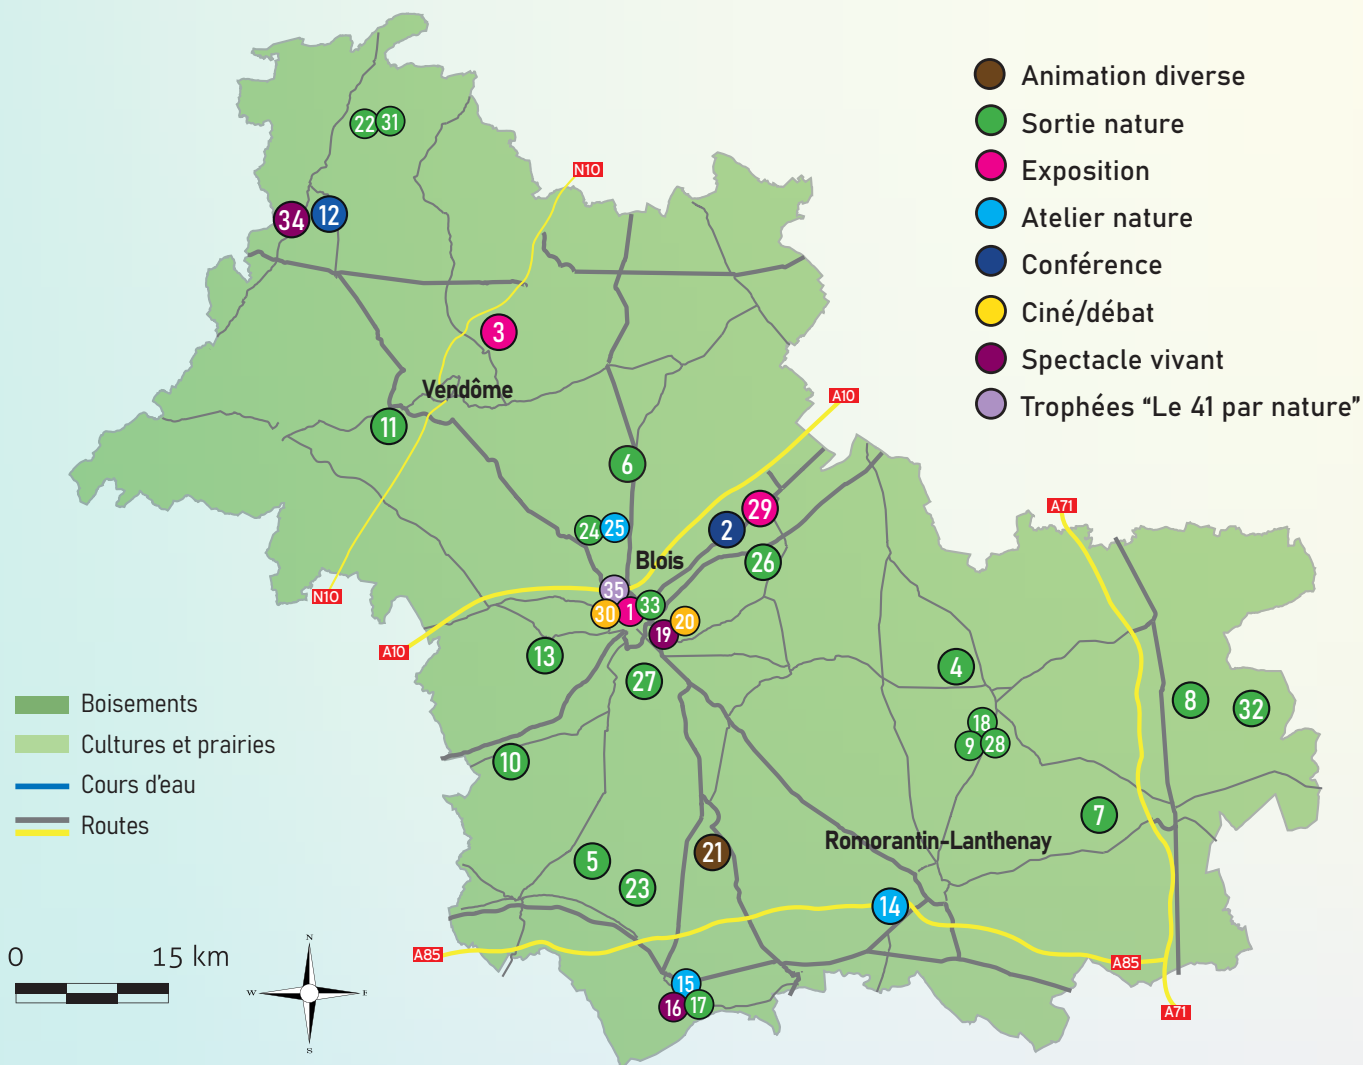 Animation diverse
Sortie nature
Exposition
Atelier nature
Conférence
Ciné/débat
Spectacle vivant
Trophées “Le 41 par nature”
22 31
N10
34 12
3
Vendôme
A10
11
6
29
A71
24 25
2
Blois
26
35
N10
30 1 33
20
19
A10
13
4
27
8
32
18
9 28
10
7
Romorantin-Lanthenay
21
5
23
14
A85
A85
15
16 17
A71
Boisements
Cultures et prairies
Cours d'eau
Routes
0 15 km
N
W E
S